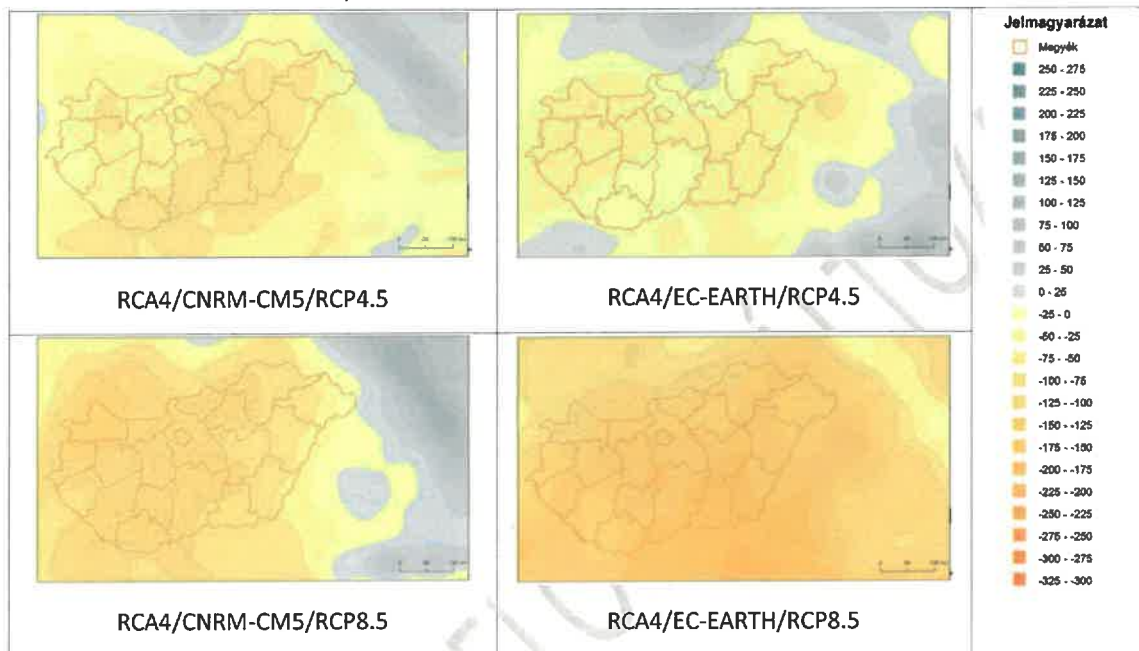 RCA4/CNRM-CM5/RCP4.5
RCA4/EC-EARTH/RCP4.5
RCA4/CNRM-CM5/RCP8.5
RCA4/EC-EARTH/RCP8.5
Jelmagyarázat
Megyék
250 - 275
225 - 250
200 - 225
175 - 200
150 - 175
125 - 150
100 - 125
75 - 100
50 - 75
25 - 50
0 - 25
-25 - 0
-50 - -25
-75 - -50
-100 - -75
-125 - -100
-150 - -125
-175 - -150
-200 - -175
-225 - -200
-250 - -225
-275 - -250
-300 - -275
-325 - -300